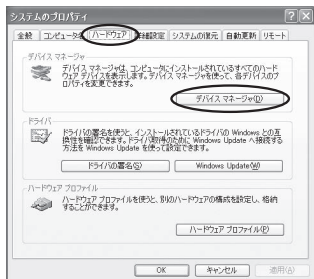 システムのプロパティ
全般 コンピュータ名 ハードウェア 詳細設定 システムの復元 自動更新 リモート
デバイス マネージャ
デバイス マネージャは、コンピュータにインストールされているすべてのハード
ウェア デバイスを表示します。デバイス マネージャを使って、各デバイスのプ
ロパティを変更できます。
デバイス マネージャ(D)
ドライバ
ドライバの署名を使うと、インストールされているドライバの Windows との互
換性を確認できます。ドライバ取得のために Windows Update へ接続する
方法を Windows Update を使って設定できます。
ドライバの署名(S) Windows Update(W)
ハードウェア プロファイル
ハードウェア プロファイルを使うと、別のハードウェアの構成を設定し、格納
することができます。
ハードウェア プロファイル(P)
OK キャンセル 適用(A)